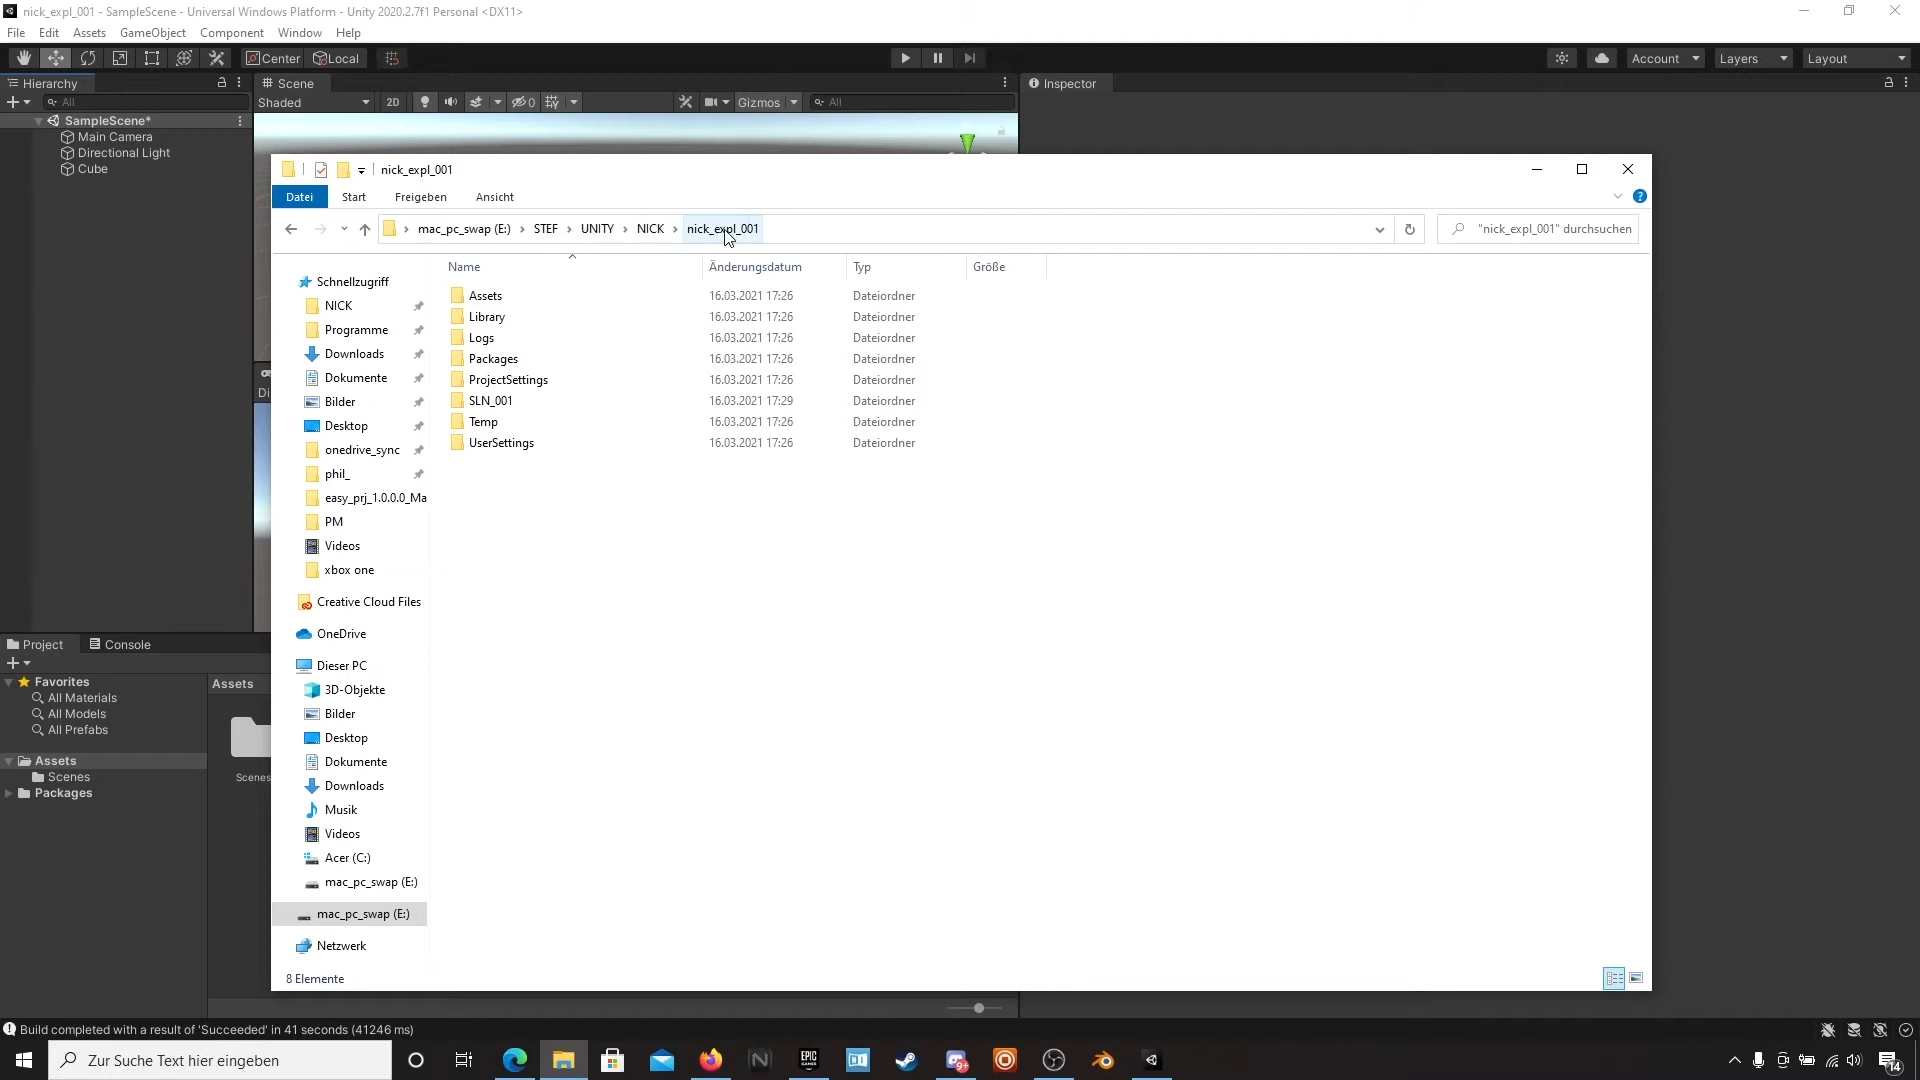 nick_expl_001 - SampleScene - Universal Windows Platform - Unity 2020.2.7f1 Personal <DX11>
File Edit Assets GameObject Component Window Help
Center Local Account Layers Layout
Hierarchy
All
SampleScene*
Main Camera
Directional Light
Cube
Scene
Shaded 2D 0 Gizmos All
Inspector
nick_expl_001
Datei Start Freigeben Ansicht
mac_pc_swap (E:) STEF UNITY NICK nick_expl_001
"nick_expl_001" durchsuchen
Name Änderungsdatum Typ Größe
Assets 16.03.2021 17:26 Dateiordner
Library 16.03.2021 17:26 Dateiordner
Logs 16.03.2021 17:26 Dateiordner
Packages 16.03.2021 17:26 Dateiordner
ProjectSettings 16.03.2021 17:26 Dateiordner
SLN_001 16.03.2021 17:29 Dateiordner
Temp 16.03.2021 17:26 Dateiordner
UserSettings 16.03.2021 17:26 Dateiordner
Schnellzugriff
NICK
Programme
Downloads
Dokumente
Bilder
Desktop
onedrive_sync
phil_
easy_prj_1.0.0.0_Ma
PM
Videos
xbox one
Creative Cloud Files
OneDrive
Dieser PC
3D-Objekte
Bilder
Desktop
Dokumente
Downloads
Musik
Videos
Acer (C:)
mac_pc_swap (E:)
mac_pc_swap (E:)
Netzwerk
8 Elemente
Di
Project Console
Favorites
All Materials
All Models
All Prefabs
Assets
Scenes
Packages
Assets
Scenes
Build completed with a result of 'Succeeded' in 41 seconds (41246 ms)
Zur Suche Text hier eingeben
EPIC GAMES
9+
14